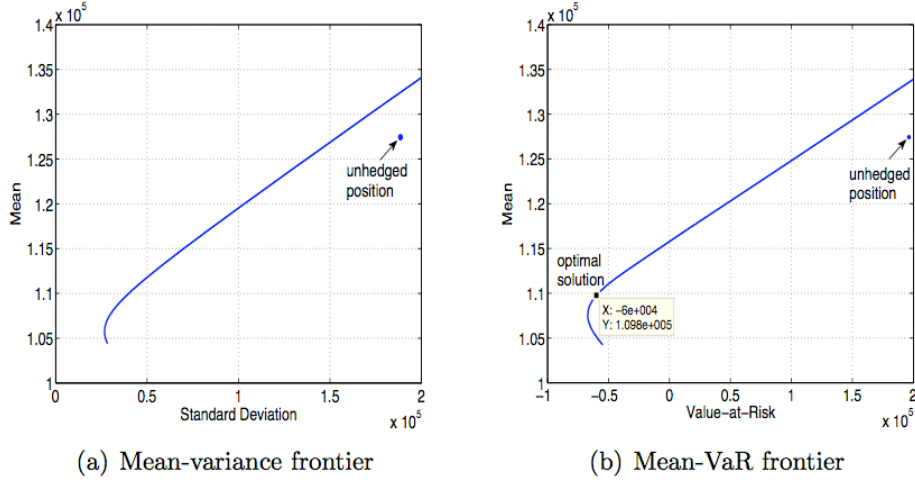 x 10^5
1.4
1.35
1.3
1.25
1.2
1.15
1.1
1.05
1
Mean
unhedged
position
0 0.5 1 1.5 2
Standard Deviation
x 10^5
(a) Mean-variance frontier
x 10^5
1.4
1.35
1.3
1.25
1.2
1.15
1.1
1.05
1
Mean
unhedged
position
optimal
solution
X: −6e+004
Y: 1.098e+005
-1 -0.5 0 0.5 1 1.5 2
Value−at−Risk
x 10^5
(b) Mean-VaR frontier